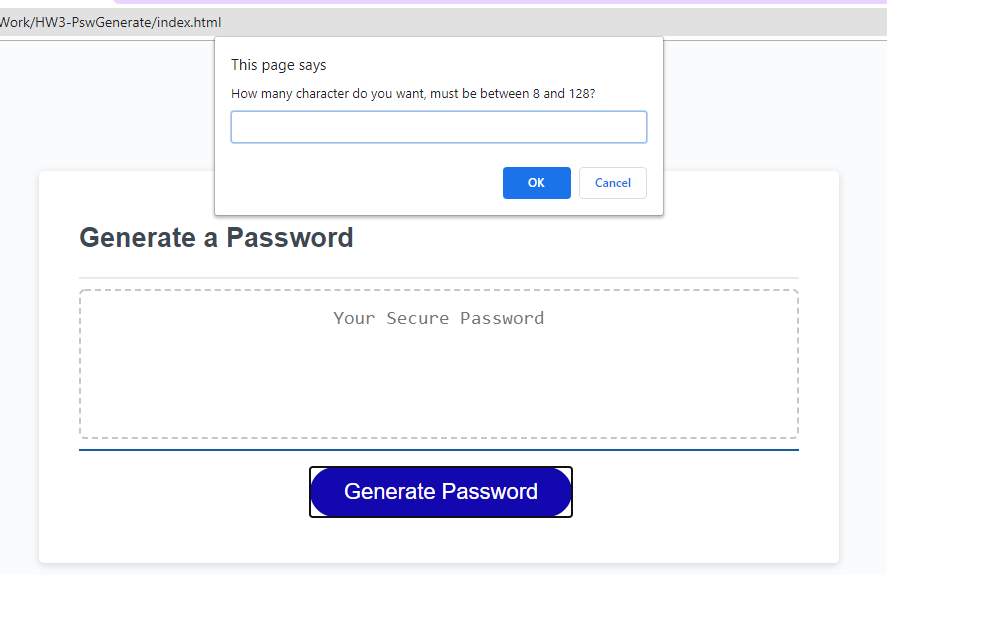 Work/HW3-PswGenerate/index.html
This page says
How many character do you want, must be between 8 and 128?
OK
Cancel
Generate a Password
Your Secure Password
Generate Password